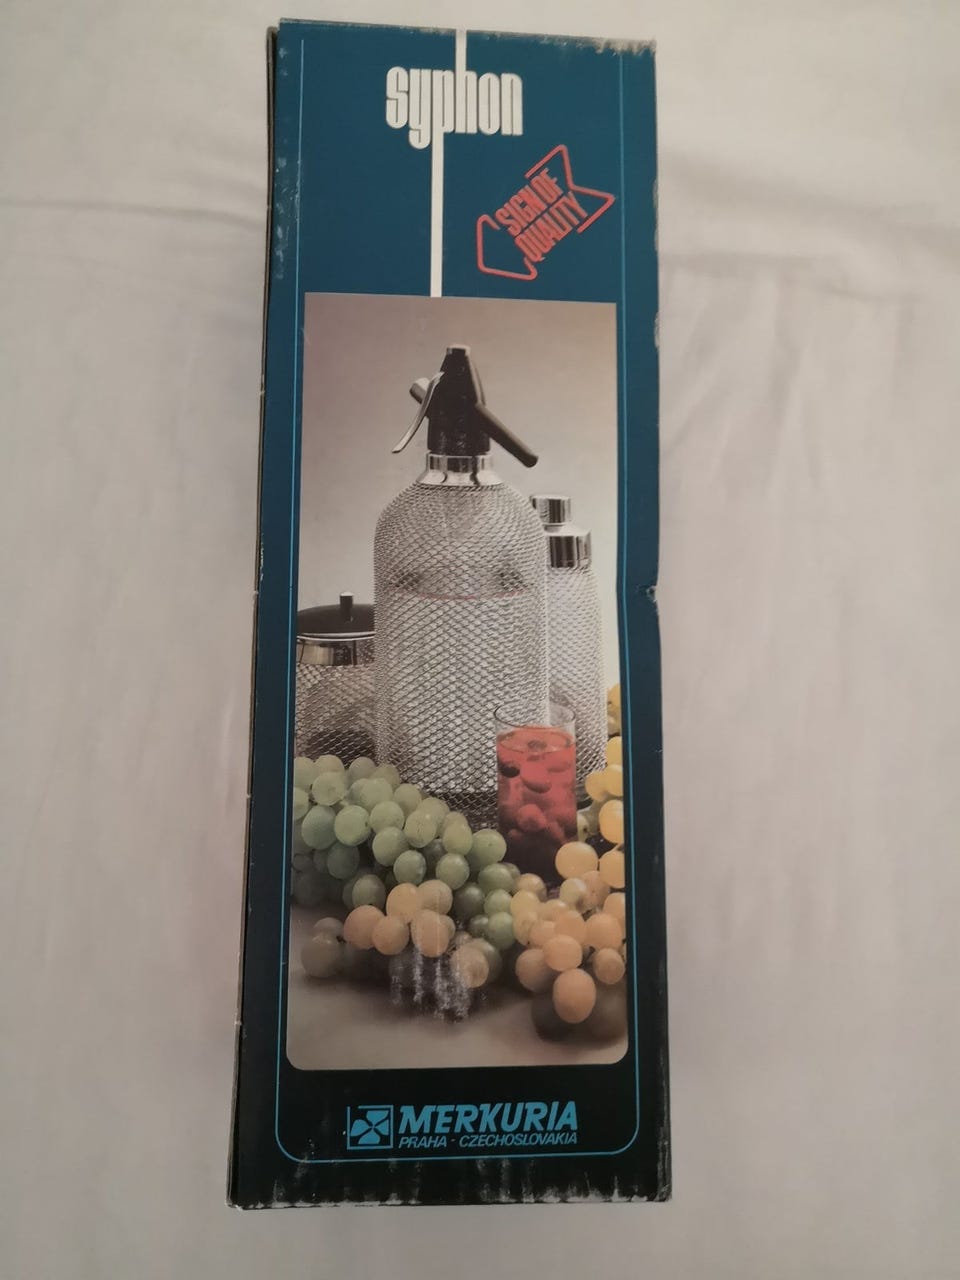 syphon
SIGN OF
QUALITY
MERKURIA
PRAHA - CZECHOSLOVAKIA